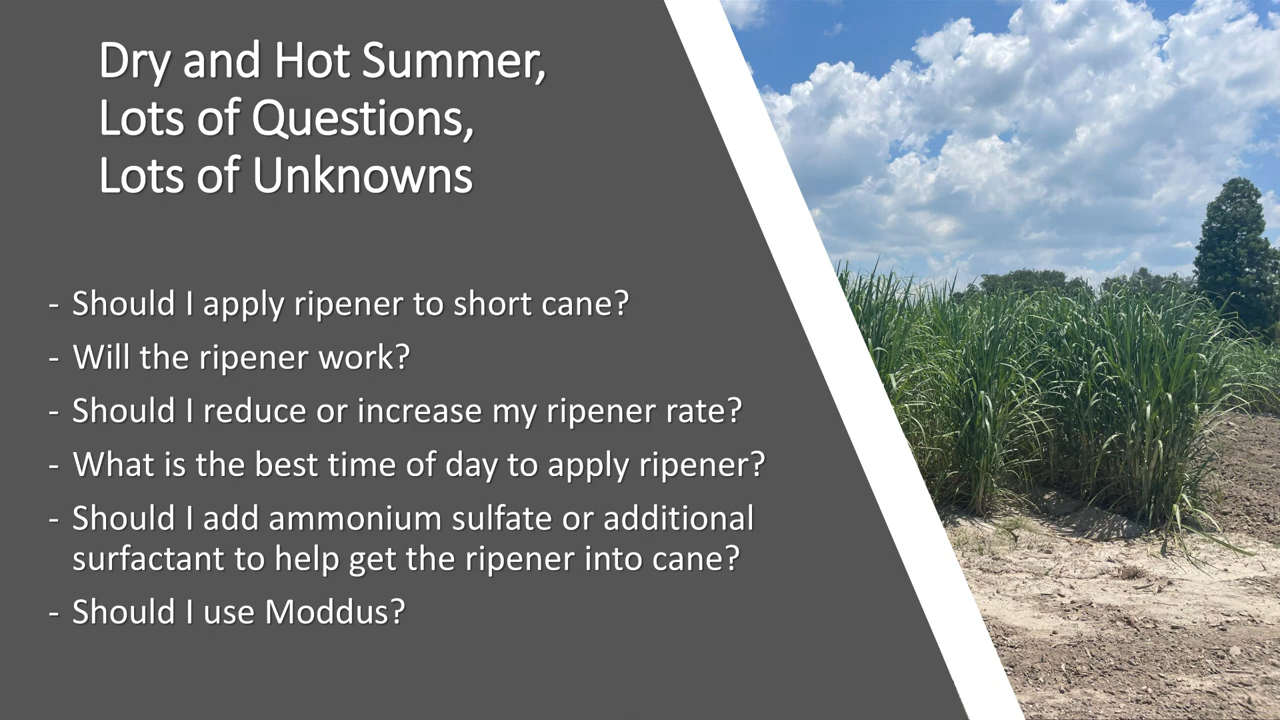 Dry and Hot Summer,
Lots of Questions,
Lots of Unknowns
- Should I apply ripener to short cane?
- Will the ripener work?
- Should I reduce or increase my ripener rate?
- What is the best time of day to apply ripener?
- Should I add ammonium sulfate or additional
surfactant to help get the ripener into cane?
- Should I use Moddus?